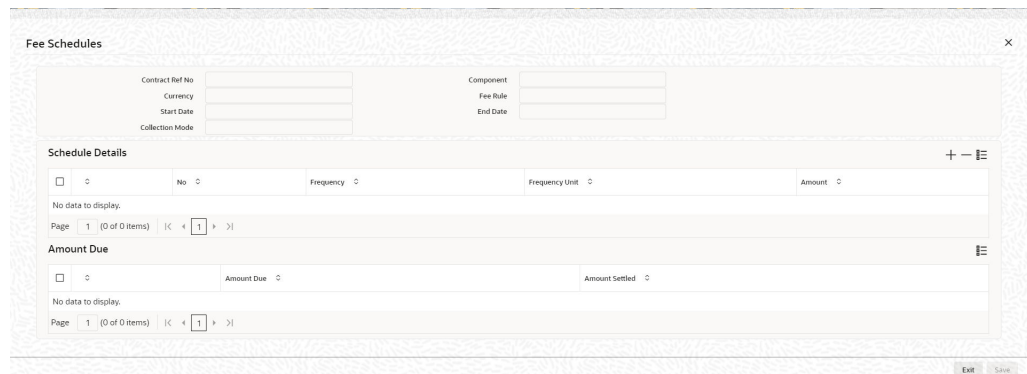 Fee Schedules
Contract Ref No Component
Currency Fee Rule
Start Date End Date
Collection Mode
Schedule Details
No Frequency Frequency Unit Amount
No data to display.
Page 1 (0 of 0 items) 1
Amount Due
Amount Due Amount Settled
No data to display.
Page 1 (0 of 0 items) 1
Exit Save